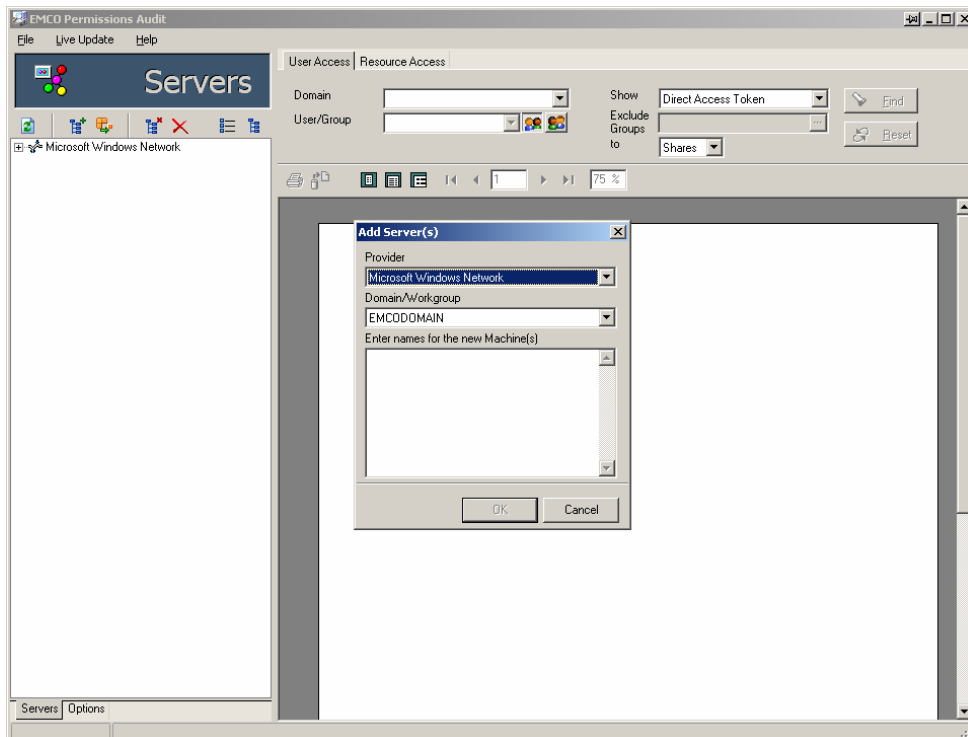 EMCO Permissions Audit
File Live Update Help
Servers
Microsoft Windows Network
User Access Resource Access
Domain
User/Group
Show Direct Access Token
Exclude Groups
to Shares
Find
Reset
1 75 %
Add Server(s)
Provider
Microsoft Windows Network
Domain/Workgroup
EMCODOMAIN
Enter names for the new Machine(s)
OK Cancel
Servers Options